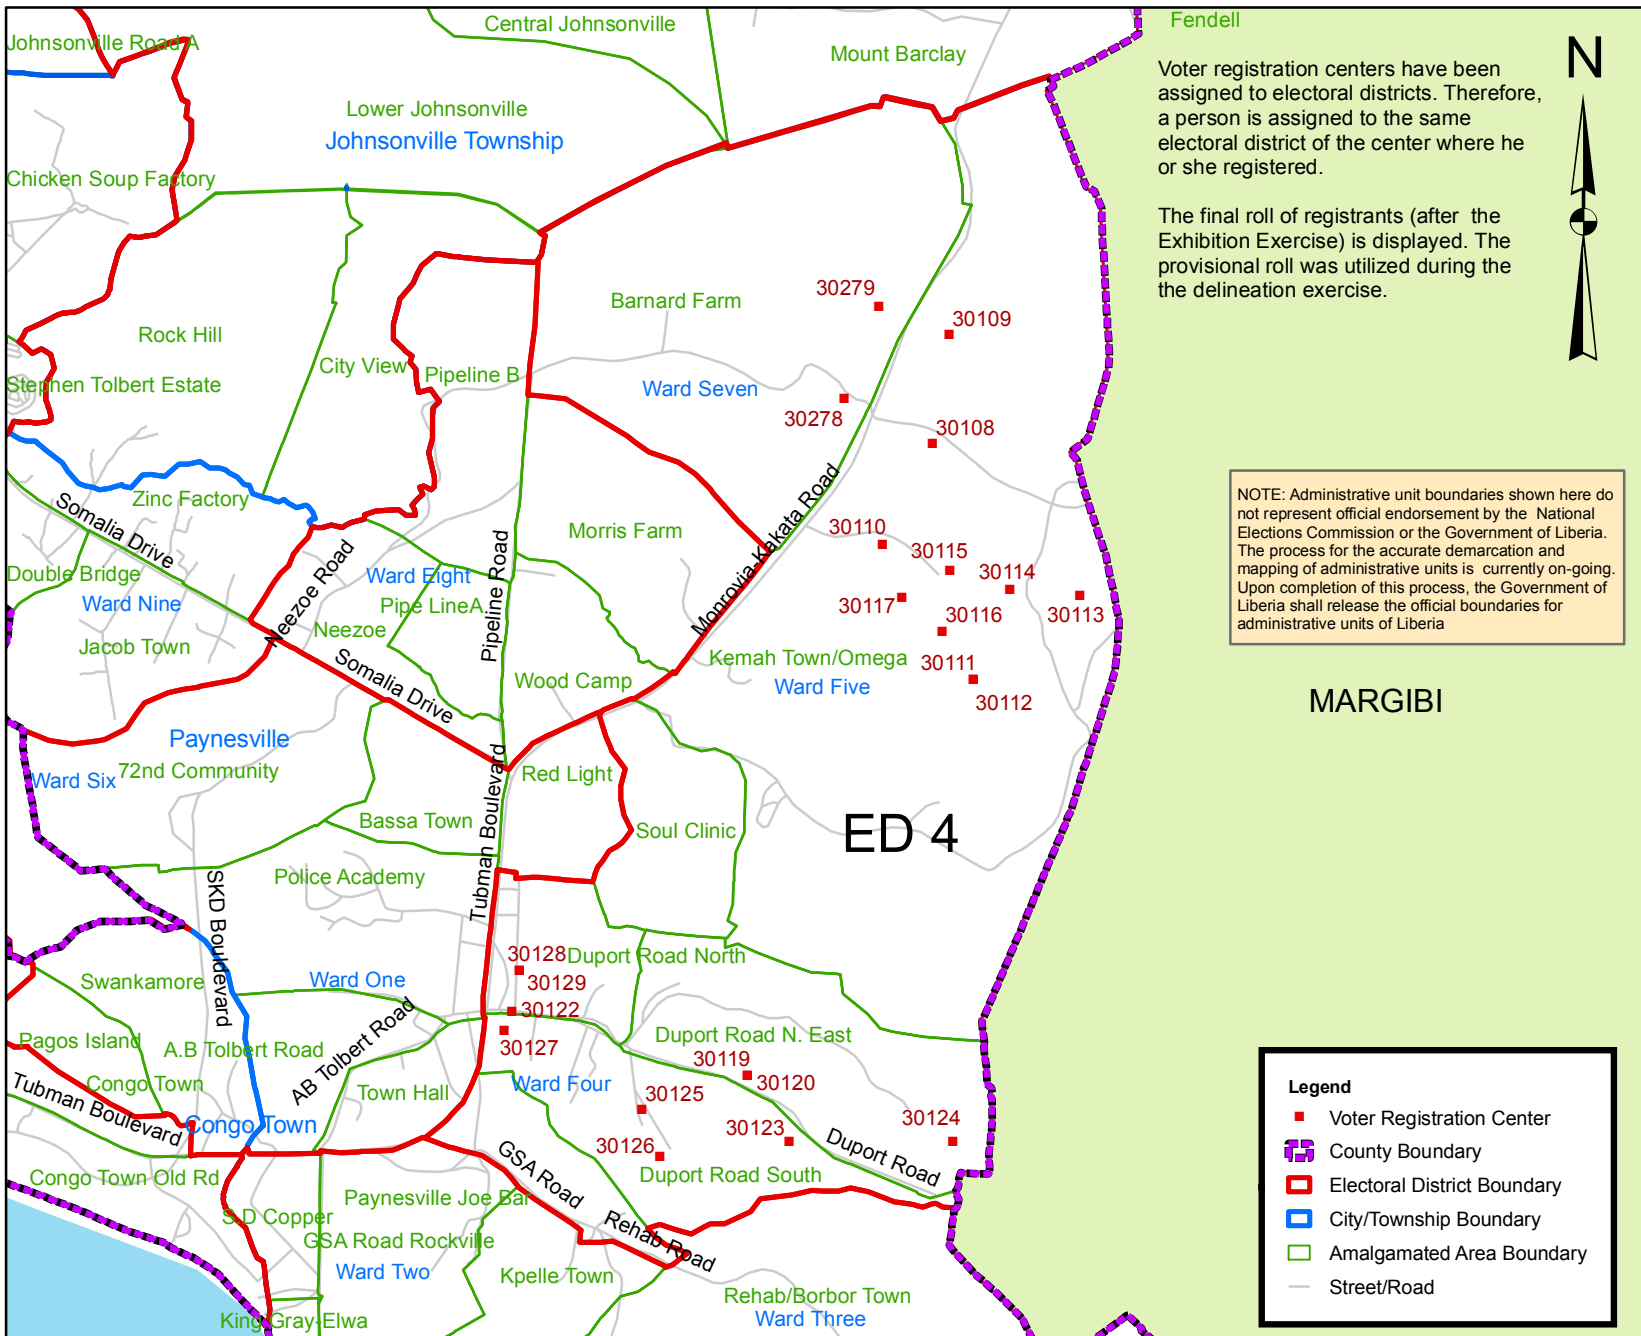 Fendell
Central Johnsonville
Johnsonville Road A
Mount Barclay
N
Voter registration centers have been
assigned to electoral districts. Therefore,
a person is assigned to the same
electoral district of the center where he
or she registered.
The final roll of registrants (after the
Exhibition Exercise) is displayed. The
provisional roll was utilized during the
the delineation exercise.
Lower Johnsonville
Johnsonville Township
Chicken Soup Factory
30279
Barnard Farm
30109
Rock Hill
City View
Pipeline B
Stephen Tolbert Estate
Ward Seven
30278
30108
Zinc Factory
Somalia Drive
NOTE: Administrative unit boundaries shown here do
not represent official endorsement by the National
Elections Commission or the Government of Liberia.
The process for the accurate demarcation and
mapping of administrative units is currently on-going.
Upon completion of this process, the Government of
Liberia shall release the official boundaries for
administrative units of Liberia
Morris Farm
30110
30115
30114
Monrovia-Kakata Road
Pipeline Road
Neezoe Road
Double Bridge
Ward Eight
Ward Nine
Pipe LineA
30117
30116
30113
Neezoe
Jacob Town
Kemah Town/Omega
30111
Somalia Drive
Wood Camp
Ward Five
30112
MARGIBI
Paynesville
72nd Community
Ward Six
Red Light
Tubman Boulevard
Bassa Town
Soul Clinic
ED 4
Police Academy
SKD Bouldevard
30128
Duport Road North
Swankamore
Ward One
30129
30122
AB Tolbert Road
Pagos Island
A.B Tolbert Road
30127
Duport Road N. East
30119
Congo Town
Town Hall
Ward Four
30120
30125
Tubman Boulevard
Congo Town
30126
30123
30124
Duport Road
Congo Town Old Rd
GSA Road
Duport Road South
Paynesville Joe Bar
S D Copper
Rehab Road
GSA Road Rockville
Ward Two
Kpelle Town
Rehab/Borbor Town
King Gray-Elwa
Ward Three
Legend
Voter Registration Center
County Boundary
Electoral District Boundary
City/Township Boundary
Amalgamated Area Boundary
Street/Road